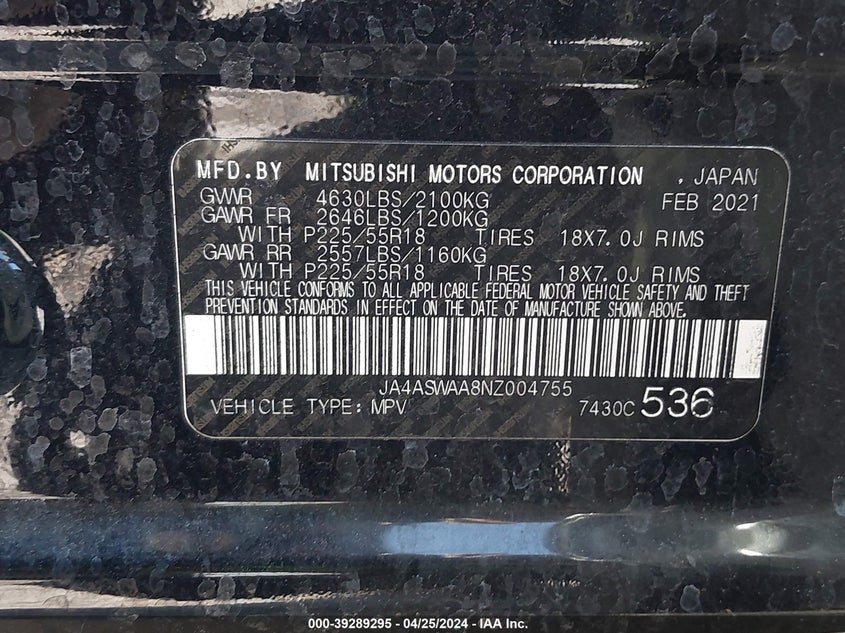 MFD.BY MITSUBISHI MOTORS CORPORATION . JAPAN
GVWR 4630LBS/2100KG FEB 2021
GAWR FR 2646LBS/1200KG
WITH P225/55R18 TIRES 18X7.0J RIMS
GAWR RR 2557LBS/1160KG
WITH P225/55R18 TIRES 18X7.0J RIMS
THIS VEHICLE CONFORMS TO ALL APPLICABLE FEDERAL MOTOR VEHICLE SAFETY AND THEFT
PREVENTION STANDARDS IN EFFECT ON THE DATE OF MANUFACTURE SHOWN ABOVE.
JA4ASWAA8NZ004755
VEHICLE TYPE:MPV 7430C 536
000-39289295 - 04/25/2024 - IAA Inc.